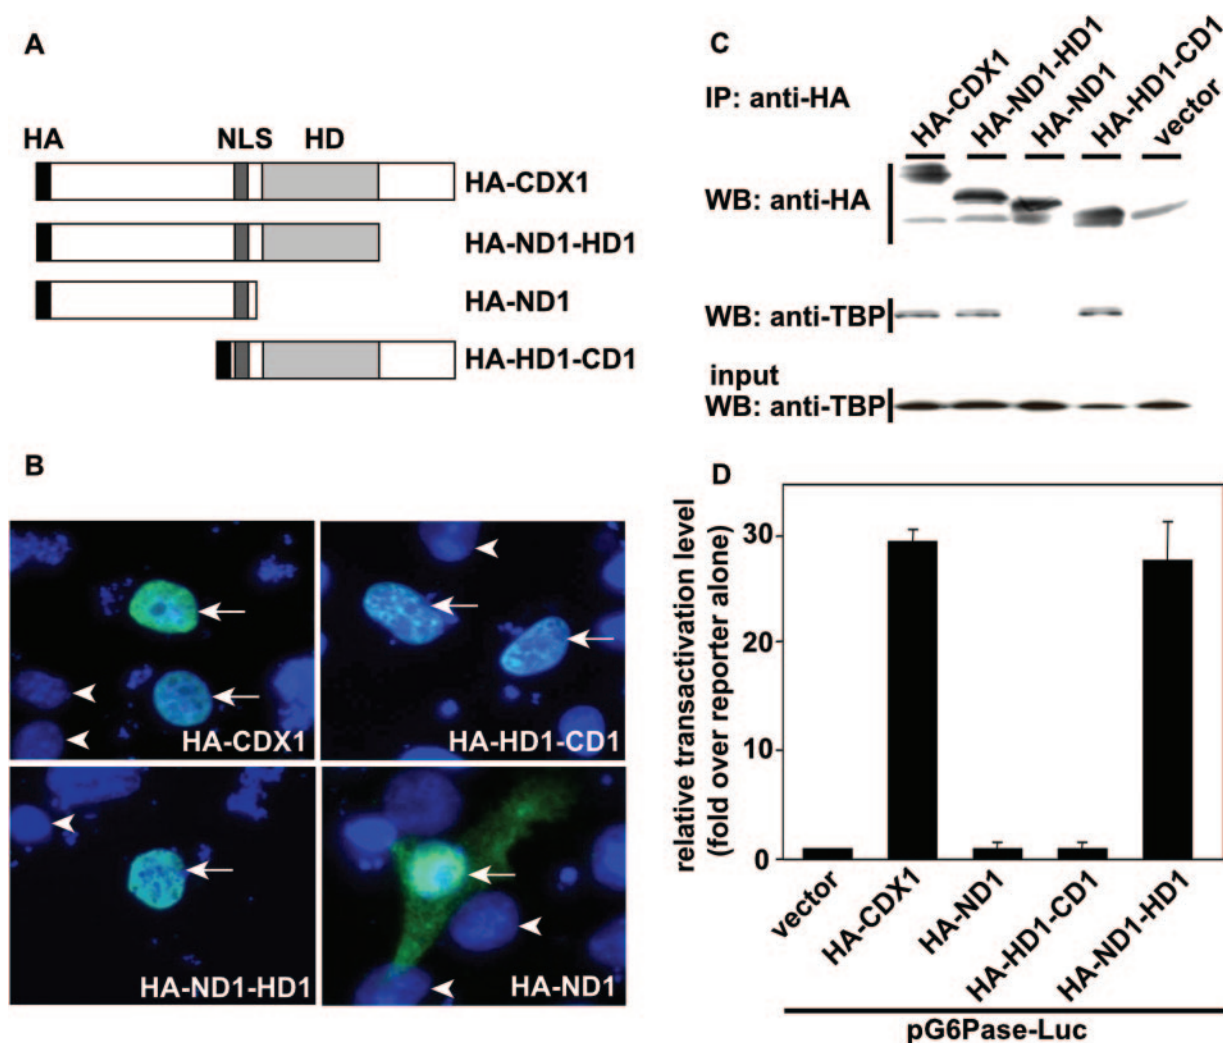 A
HA NLS HD
HA-CDX1
HA-ND1-HD1
HA-ND1
HA-HD1-CD1
B
HA-CDX1
HA-HD1-CD1
HA-ND1-HD1
HA-ND1
C
IP: anti-HA
HA-CDX1
HA-ND1-HD1
HA-ND1
HA-HD1-CD1
vector
WB: anti-HA
WB: anti-TBP
input
WB: anti-TBP
D
relative transactivation level
(fold over reporter alone)
30
20
10
0
vector
HA-CDX1
HA-ND1
HA-HD1-CD1
HA-ND1-HD1
pG6Pase-Luc